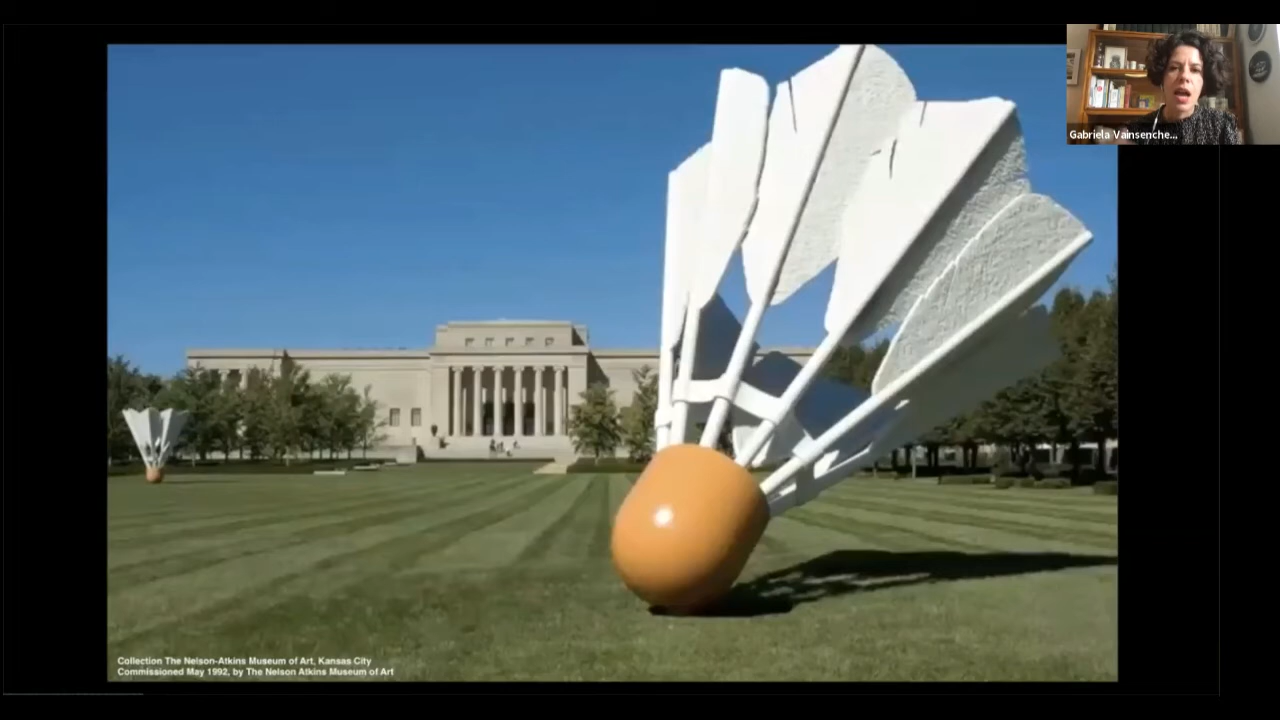 Gabriela Vainsenche...
Collection The Nelson-Atkins Museum of Art, Kansas City
Commissioned May 1992, by The Nelson Atkins Museum of Art